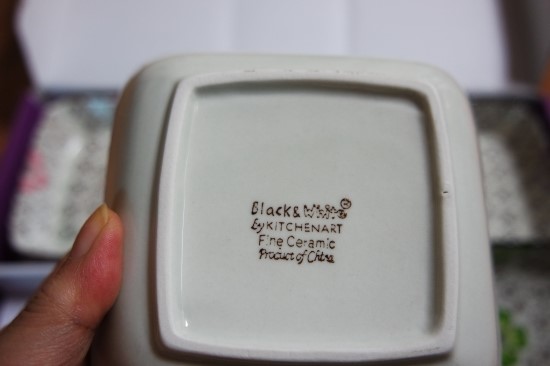 Black & White®
by KITCHENART
Fine Ceramic
Product of China